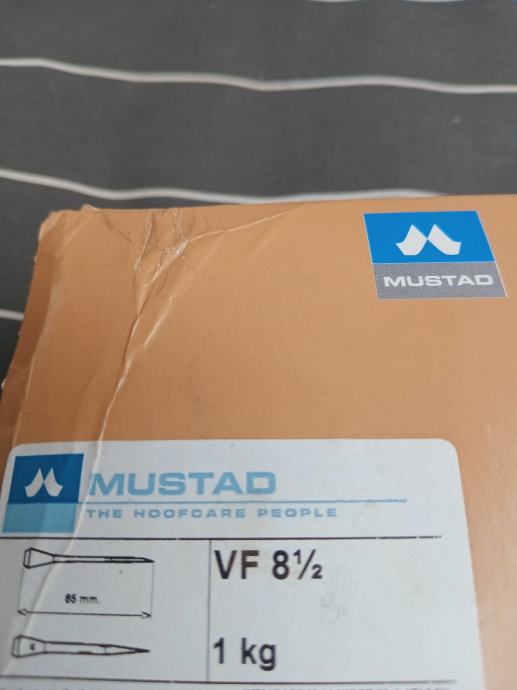 MUSTAD
MUSTAD
THE HOOFCARE PEOPLE
VF 8½
65 mm.
1 kg